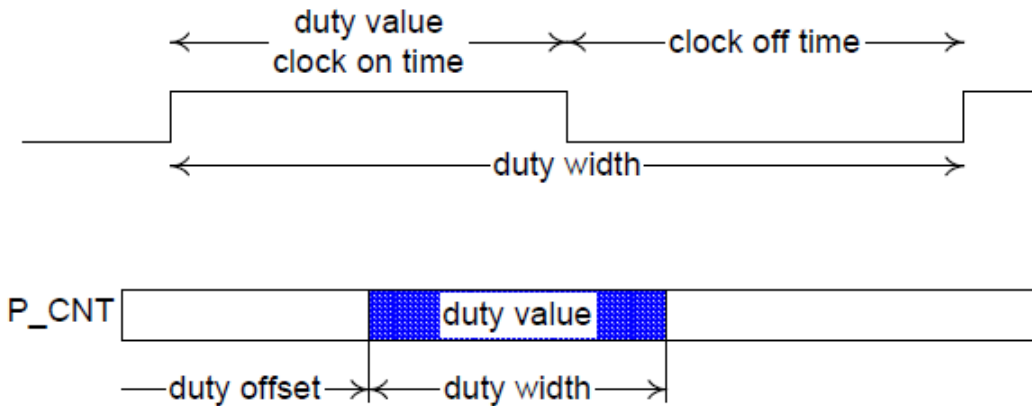 duty value
clock on time
clock off time
duty width
P_CNT
duty value
duty offset
duty width